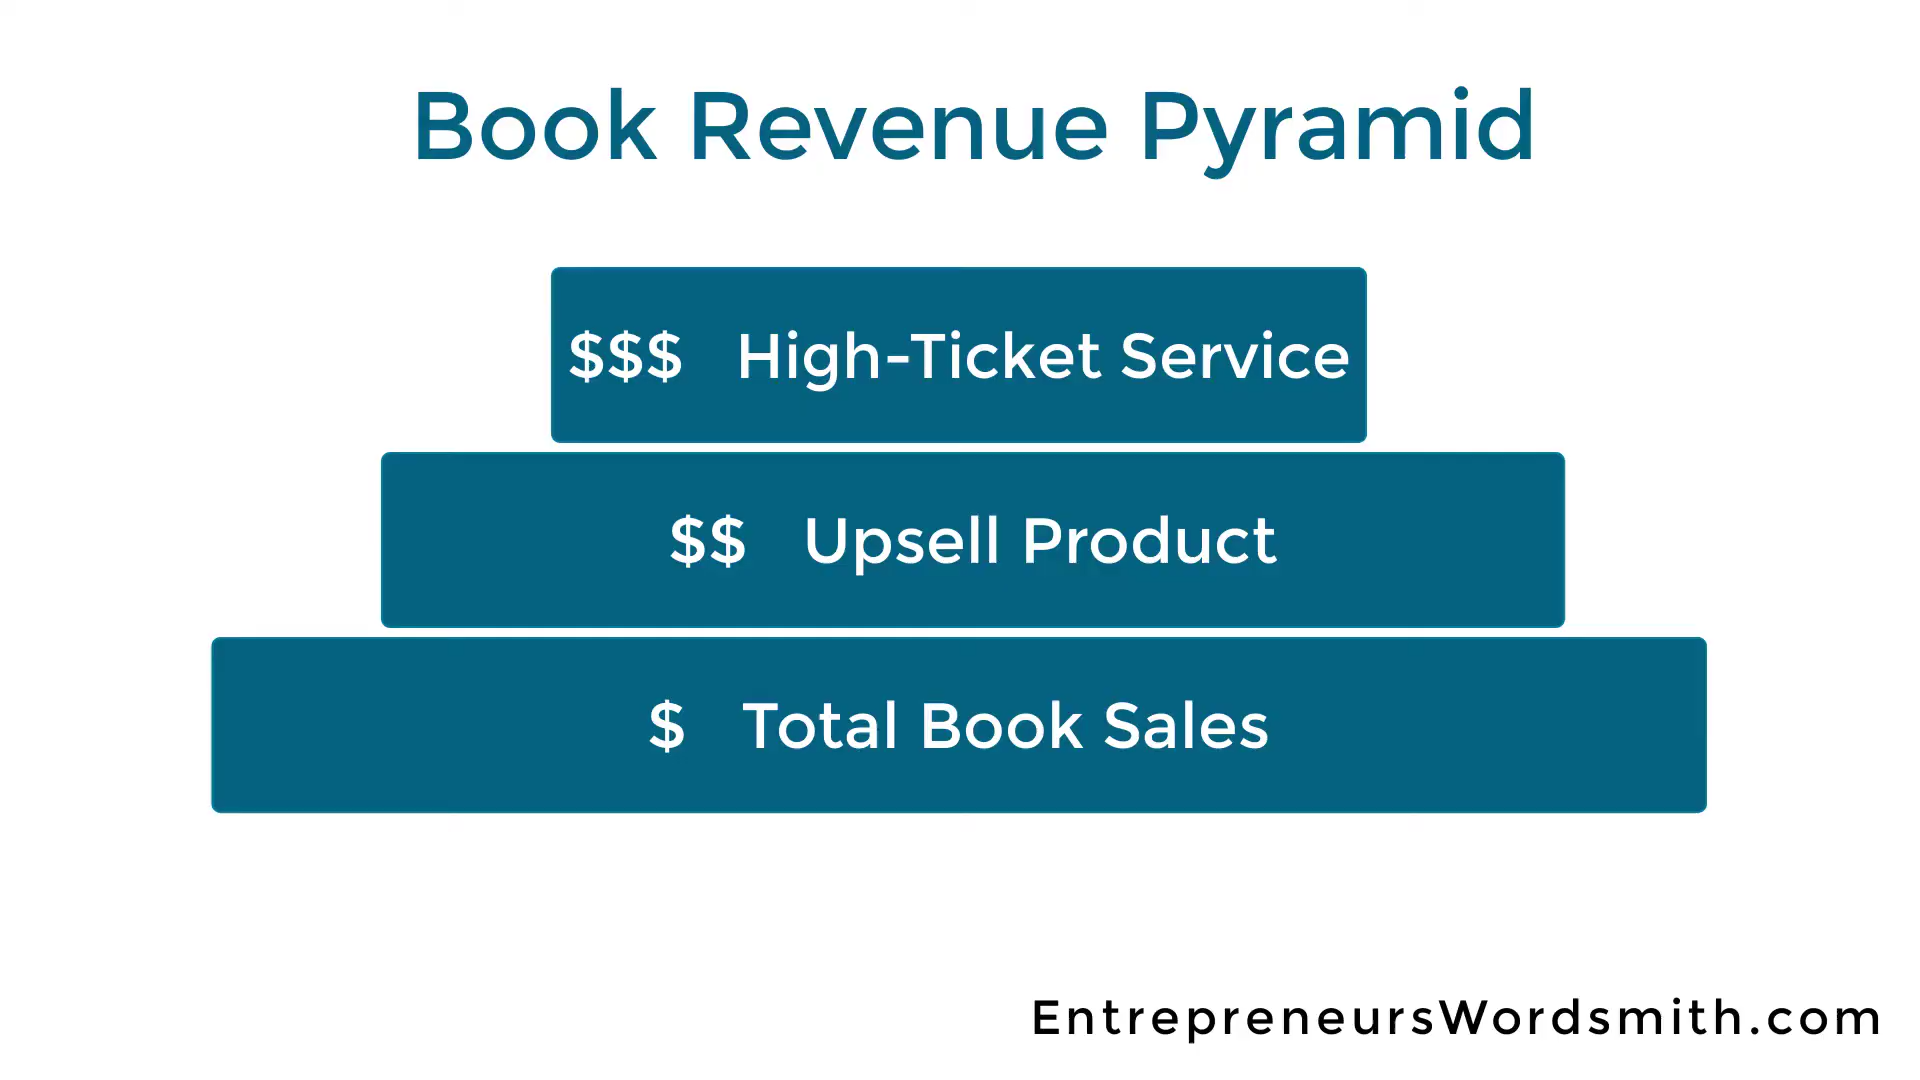 Book Revenue Pyramid
$$$ High-Ticket Service
$$ Upsell Product
$ Total Book Sales
EntrepreneursWordsmith.com